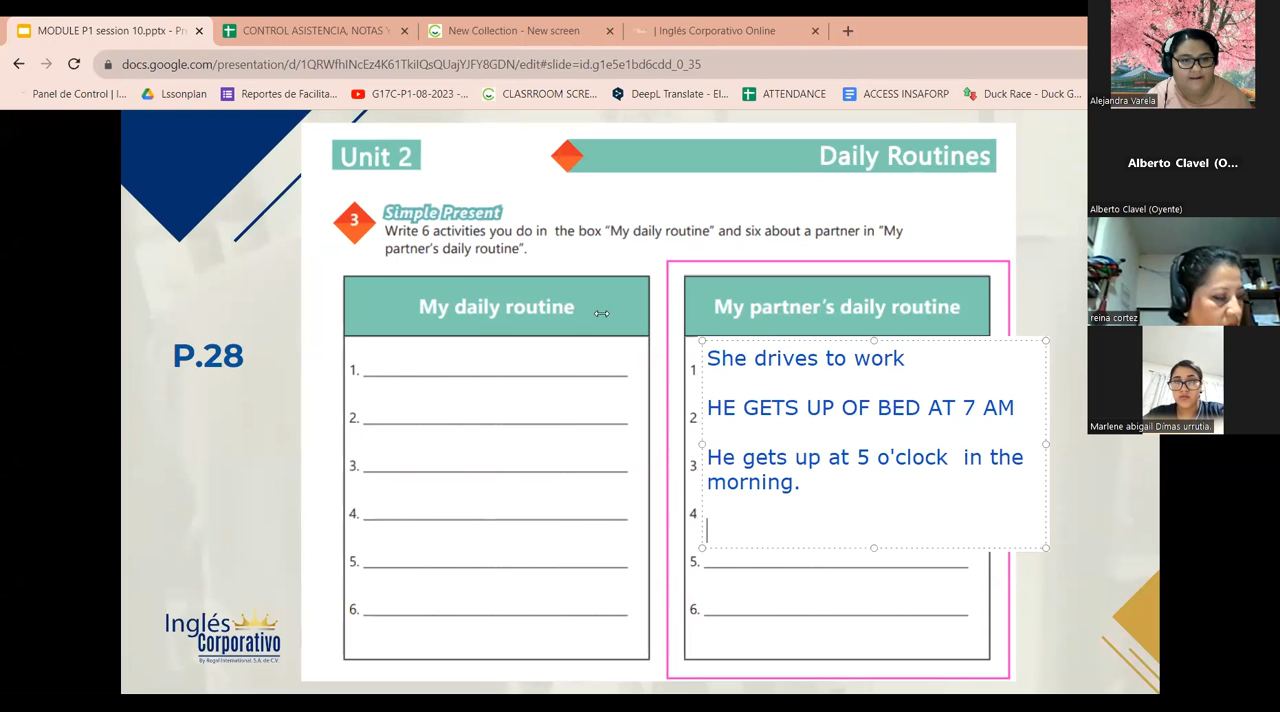 MODULE P1 session 10.pptx - Pr
CONTROL ASISTENCIA, NOTAS Y
New Collection - New screen
| Inglés Corporativo Online
docs.google.com/presentation/d/1QRWfhINcEz4K61TkiIQsQUajYJFY8GDN/edit#slide=id.g1e5e1bd6cdd_0_35
Panel de Control | I...
Lssonplan
Reportes de Facilita...
G17C-P1-08-2023 -...
CLASSROOM SCRE...
DeepL Translate - El...
ATTENDANCE
ACCESS INSAFORP
Duck Race - Duck G...
Unit 2
Daily Routines
3
Simple Present
Write 6 activities you do in the box “My daily routine” and six about a partner in “My
partner’s daily routine”.
My daily routine
1.
2.
3.
4.
5.
6.
My partner’s daily routine
1
She drives to work
2
HE GETS UP OF BED AT 7 AM
3
He gets up at 5 o'clock in the
morning.
4
5.
6.
P.28
Inglés
Corporativo
By Regal International, S.A. de C.V.
Alejandra Varela
Alberto Clavel (O...
Alberto Clavel (Oyente)
reina cortez
Marlene abigail Dimas urrutia.